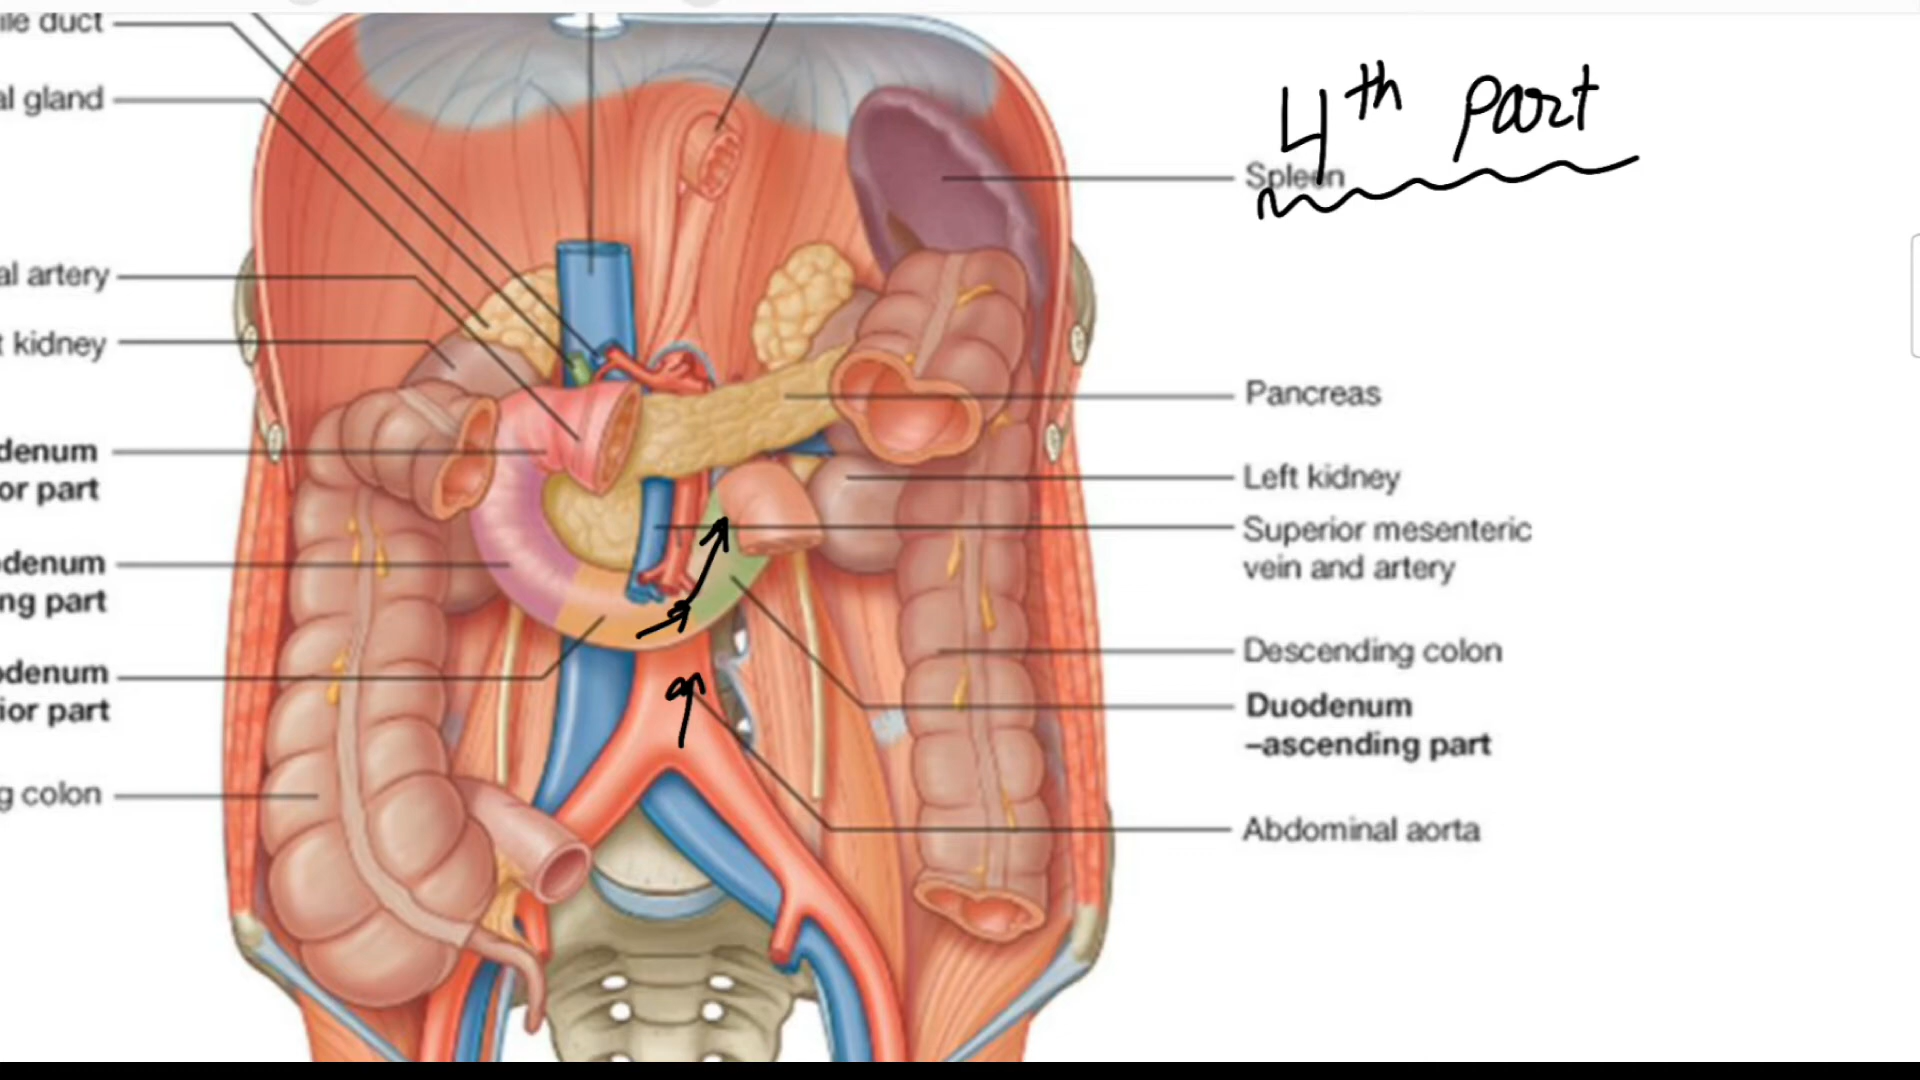 ile duct
al gland
al artery
t kidney
denum
or part
denum
ng part
odenum
ior part
g colon
4th part
Spleen
Pancreas
Left kidney
Superior mesenteric
vein and artery
Descending colon
Duodenum
–ascending part
Abdominal aorta